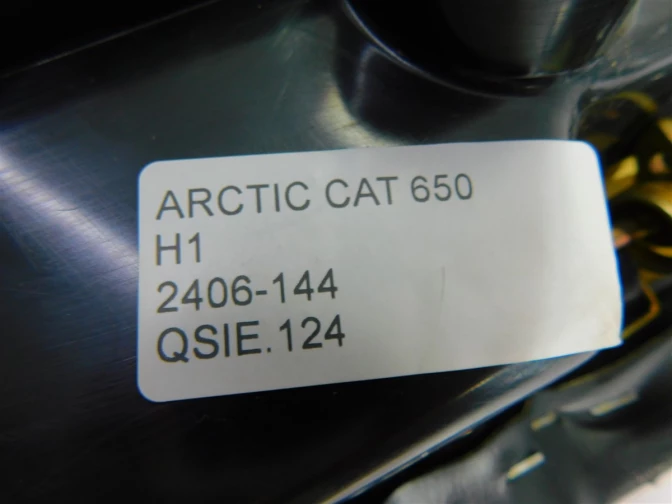 ARCTIC CAT 650
H1
2406-144
QSIE.124